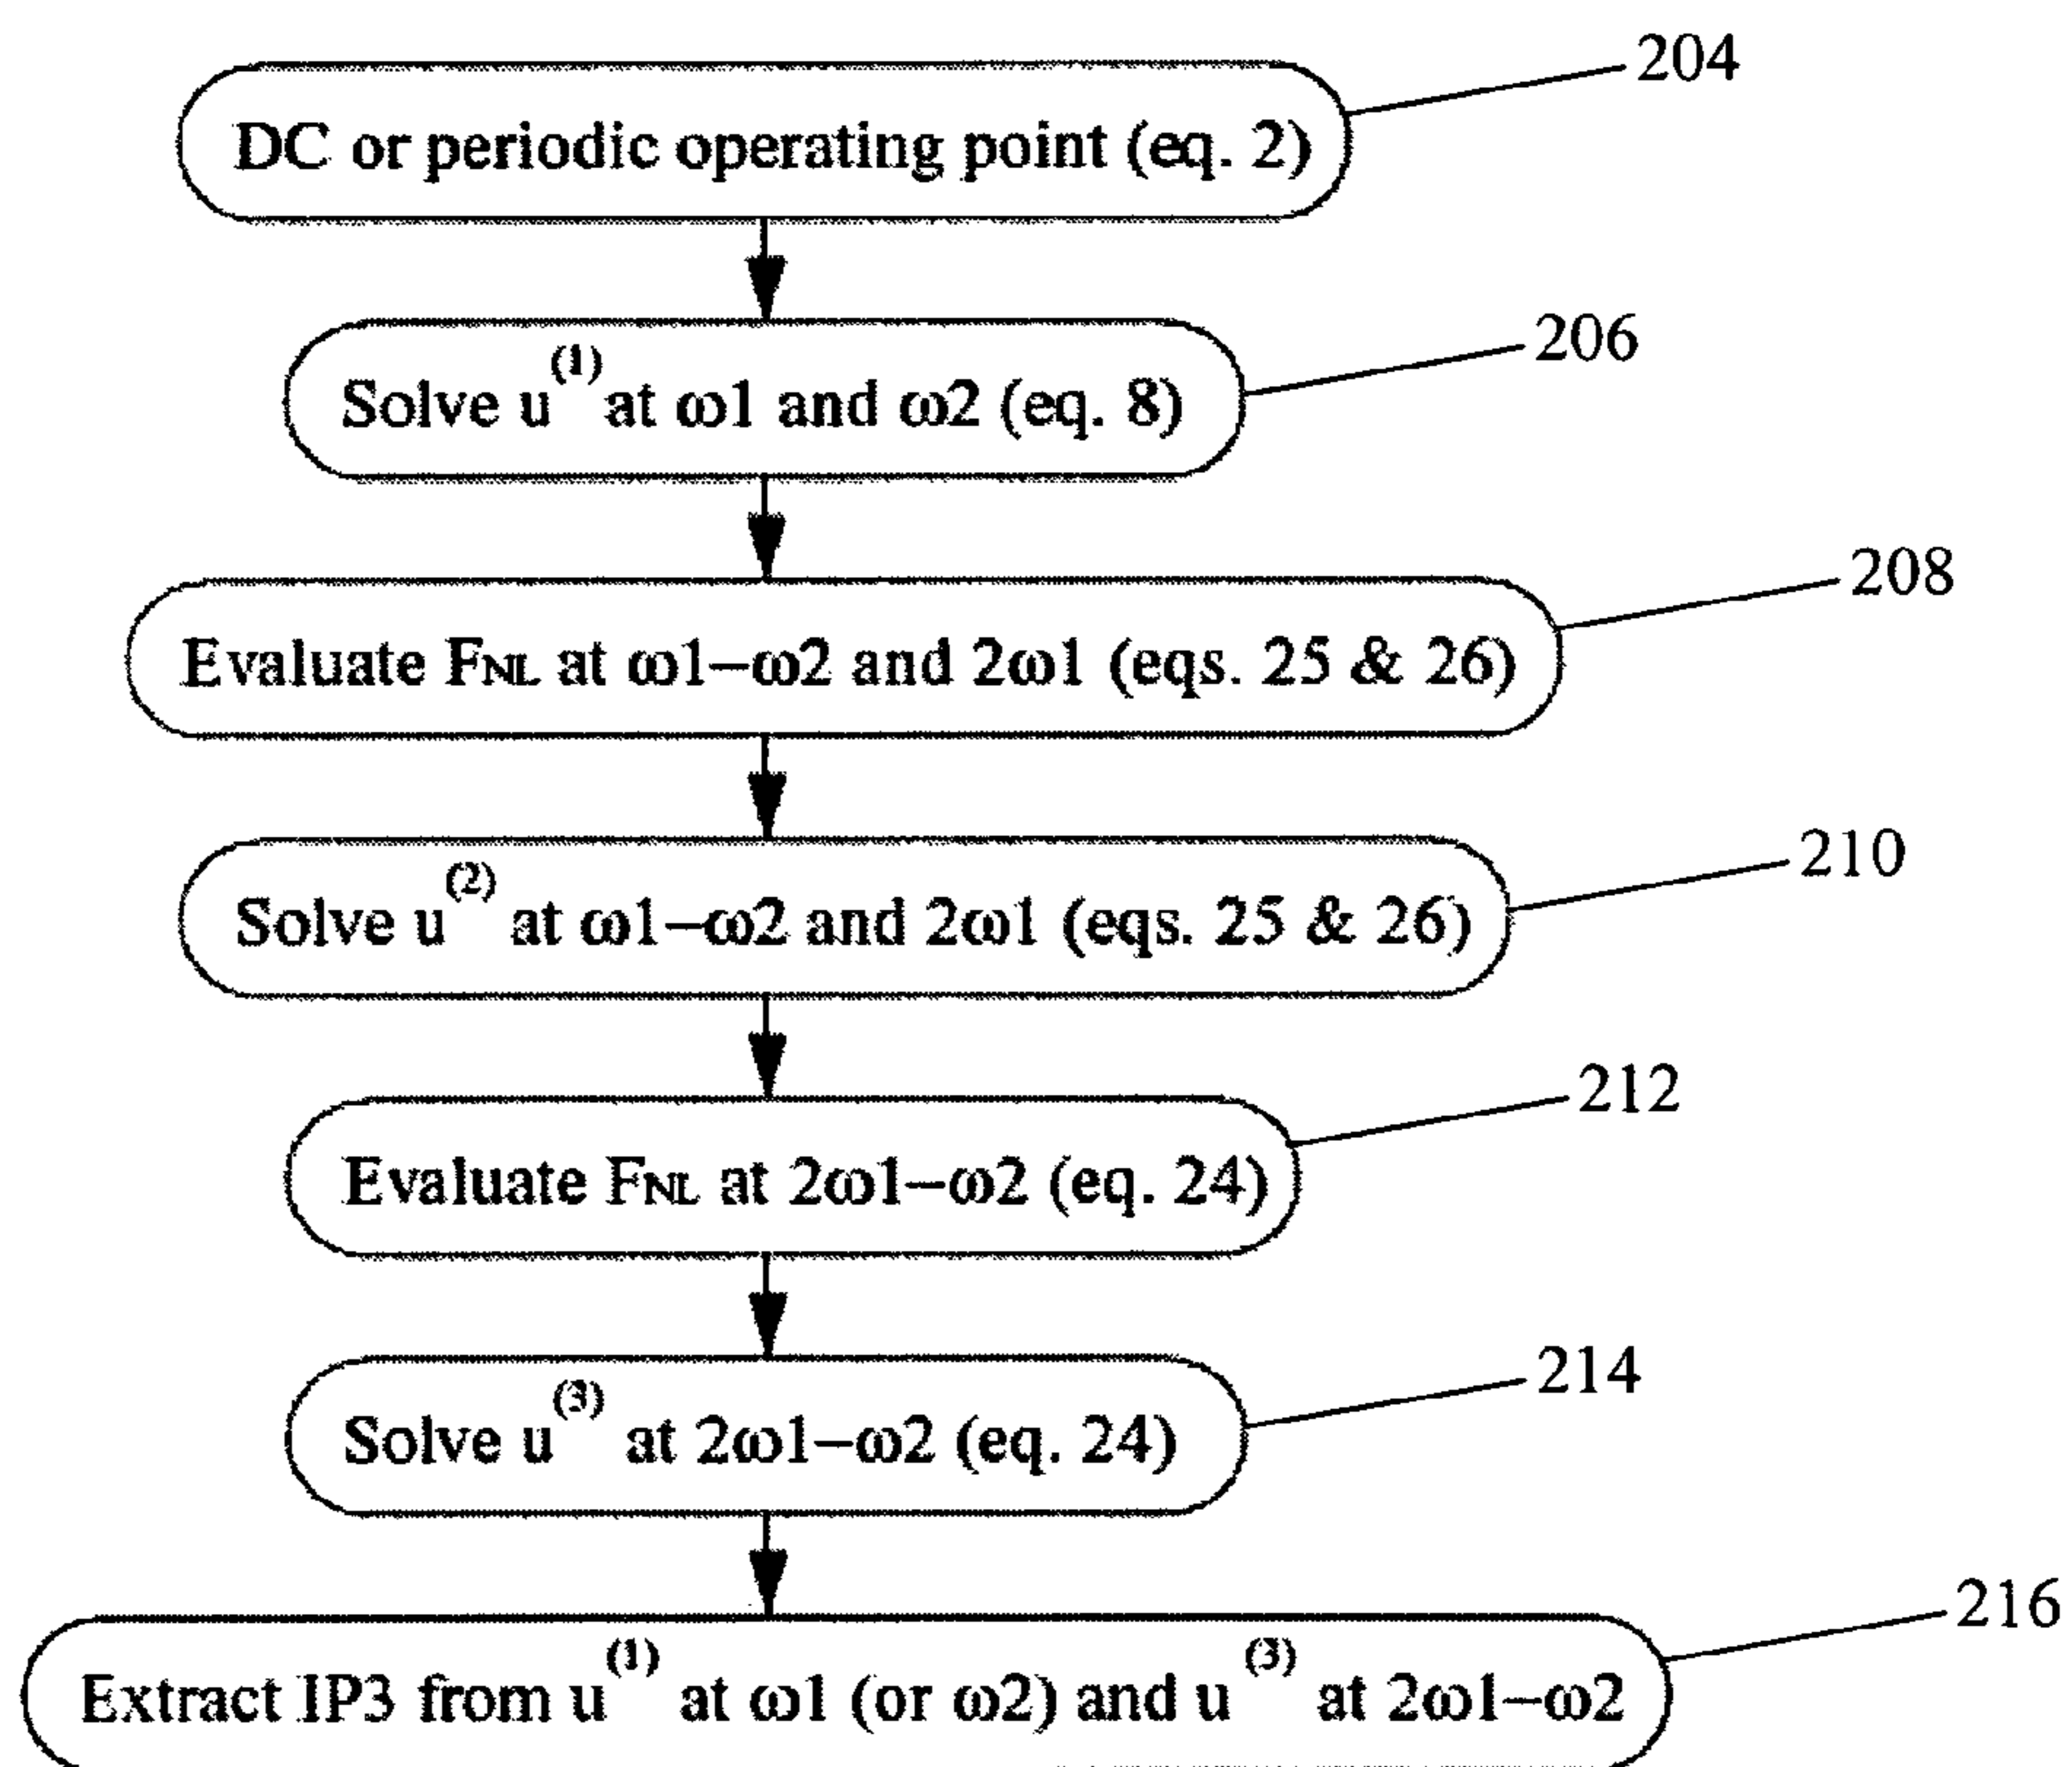 204
DC or periodic operating point (eq. 2)
206
Solve u(1) at ω1 and ω2 (eq. 8)
208
Evaluate FNL at ω1–ω2 and 2ω1 (eqs. 25 & 26)
210
Solve u(2) at ω1–ω2 and 2ω1 (eqs. 25 & 26)
212
Evaluate FNL at 2ω1–ω2 (eq. 24)
214
Solve u(3) at 2ω1–ω2 (eq. 24)
216
Extract IP3 from u(1) at ω1 (or ω2) and u(3) at 2ω1–ω2